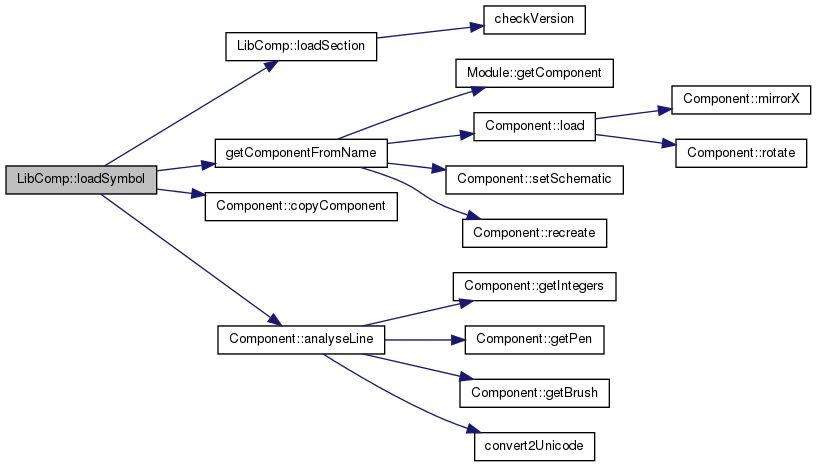 checkVersion
LibComp::loadSection
Module::getComponent
Component::mirrorX
Component::load
getComponentFromName
Component::rotate
LibComp::loadSymbol
Component::setSchematic
Component::copyComponent
Component::recreate
Component::getIntegers
Component::analyseLine
Component::getPen
Component::getBrush
convert2Unicode